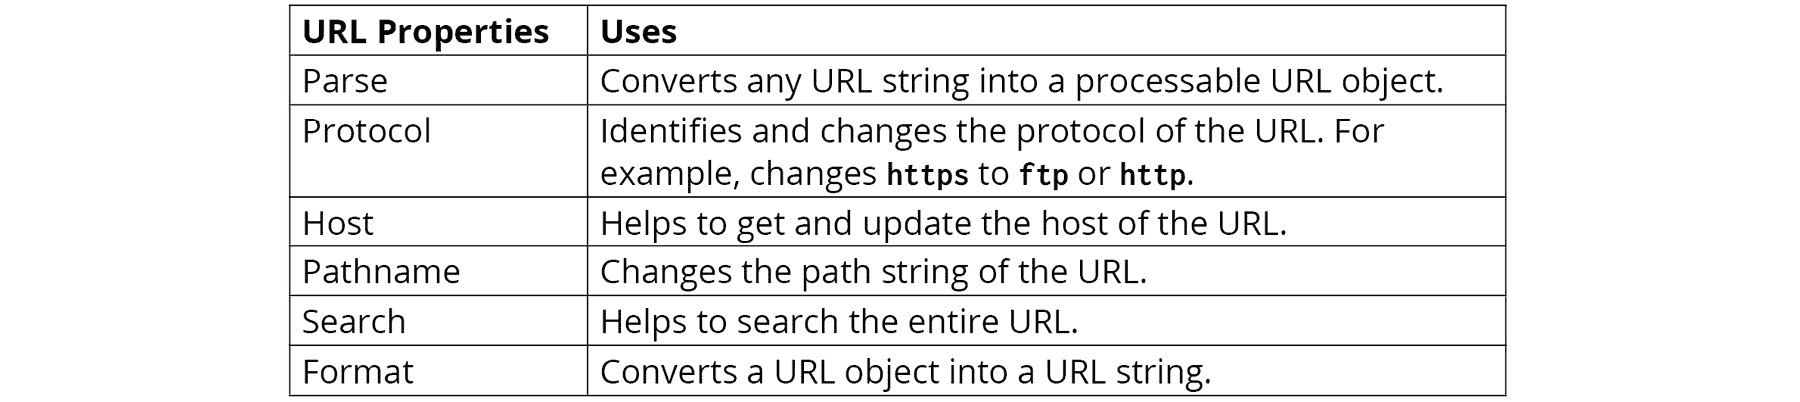 URL Properties Uses
Parse Converts any URL string into a processable URL object.
Protocol Identifies and changes the protocol of the URL. For
example, changes https to ftp or http.
Host Helps to get and update the host of the URL.
Pathname Changes the path string of the URL.
Search Helps to search the entire URL.
Format Converts a URL object into a URL string.